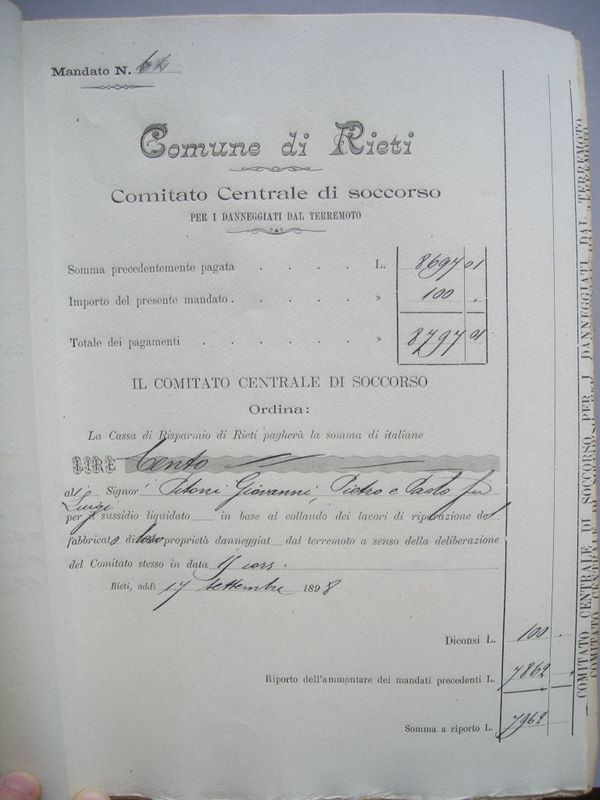 Mandato N. 64
Comune di Rieti
Comitato Centrale di soccorso
PER I DANNEGGIATI DAL TERREMOTO
Somma precedentemente pagata . . . . L. 8697 01
Importo del presente mandato . . . . » 100 .
Totale dei pagamenti . . . . . . » 8797 01
IL COMITATO CENTRALE DI SOCCORSO
Ordina:
La Cassa di Risparmio di Rieti pagherà la somma di italiane
LIRE Cento
al Signor Giovanni, Pietro e Paolo fu
Luigi
per il sussidio liquidato in base al collaudo dei lavori di riparazione del
fabbricato di loro proprietà danneggiat dal terremoto a senso della deliberazione
del Comitato stesso in data 15 corr.
Rieti, addì 17 settembre 1898
Diconsi L. 100 .
Riporto dell'ammontare dei mandati precedenti L. 7862
Somma a riporto L. 7962
COMITATO CENTRALE DI SOCCORSO PER I DANNEGGIATI DAL TERREMOTO